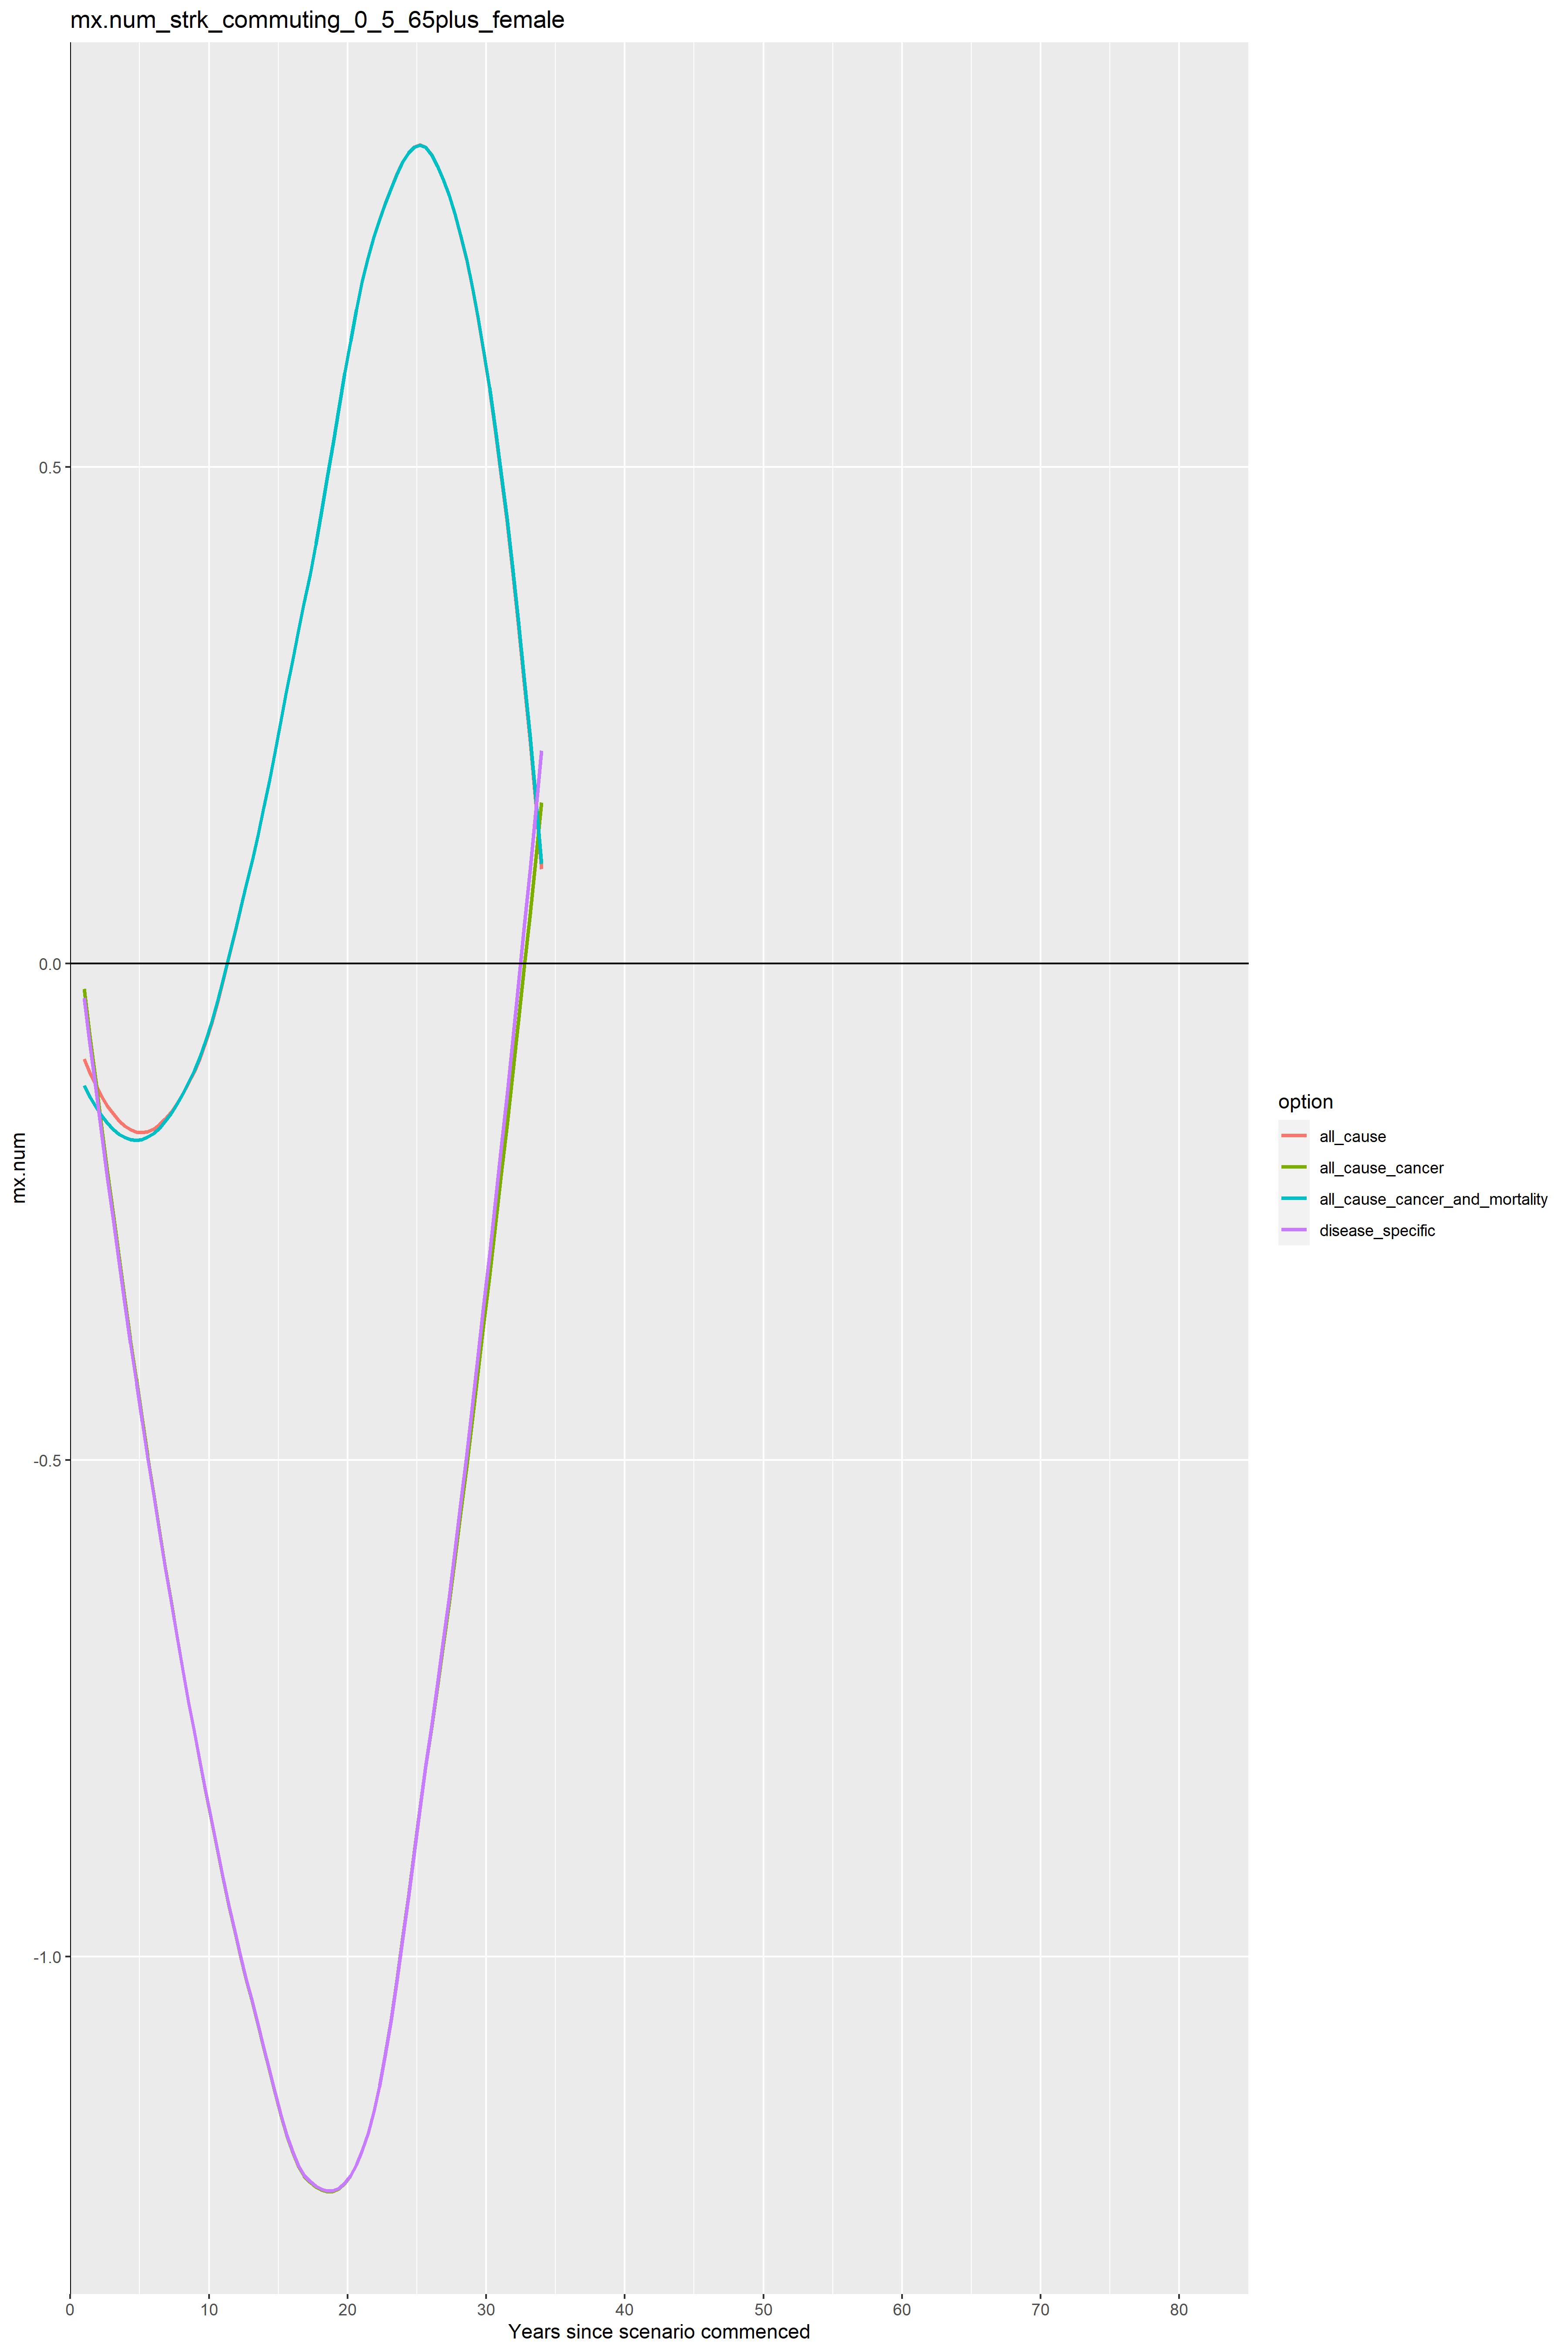 mx.num_strk_commuting_0_5_65plus_female
mx.num
0.5
0.0
-0.5
-1.0
0 10 20 30 40 50 60 70 80
Years since scenario commenced
option
all_cause
all_cause_cancer
all_cause_cancer_and_mortality
disease_specific